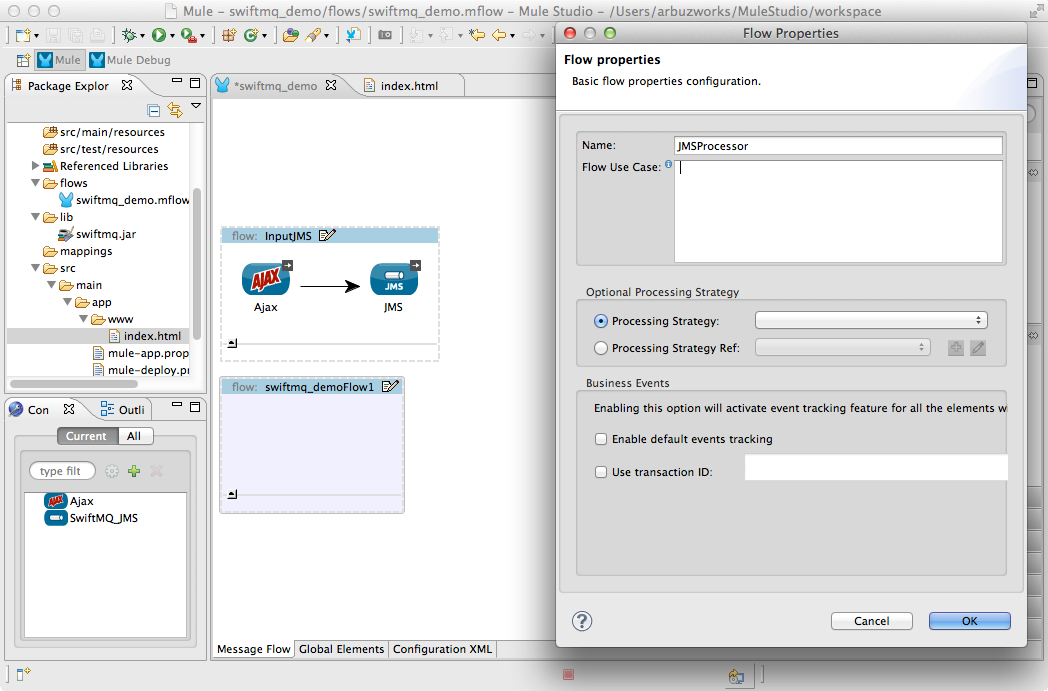 Mule – swiftmq_demo/flows/swiftmq_demo.mflow – Mule Studio – /Users/arbuzworks/MuleStudio/workspace
Mule
Mule Debug
Package Explor
src/main/resources
src/test/resources
Referenced Libraries
flows
swiftmq_demo.mflow
lib
swiftmq.jar
mappings
src
main
app
www
index.html
mule-app.prop
mule-deploy.pr
Con
Outli
Current
All
type filt
AJAX
Ajax
SwiftMQ_JMS
*swiftmq_demo
index.html
flow: InputJMS
AJAX
JMS
Ajax
JMS
flow: swiftmq_demoFlow1
Message Flow
Global Elements
Configuration XML
Flow Properties
Flow properties
Basic flow properties configuration.
Name:
JMSProcessor
Flow Use Case:
Optional Processing Strategy
Processing Strategy:
Processing Strategy Ref:
Business Events
Enabling this option will activate event tracking feature for all the elements w
Enable default events tracking
Use transaction ID:
?
Cancel
OK